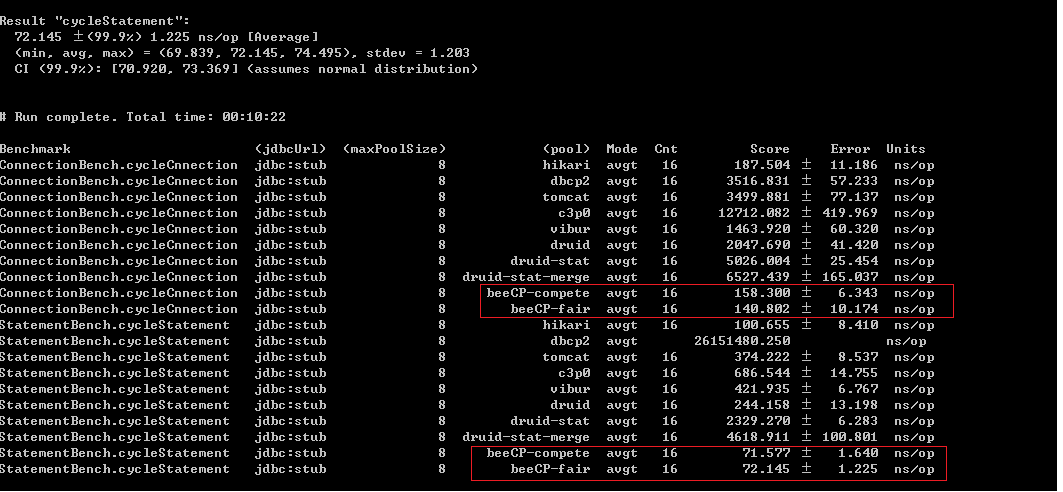 Result "cycleStatement":
72.145 ±(99.9%) 1.225 ns/op [Average]
(min, avg, max) = (69.839, 72.145, 74.495), stdev = 1.203
CI (99.9%): [70.920, 73.369] (assumes normal distribution)
# Run complete. Total time: 00:10:22
Benchmark (jdbcUrl) (maxPoolSize) (pool) Mode Cnt Score Error Units
ConnectionBench.cycleCnnection jdbc:stub 8 hikari avgt 16 187.504 ± 11.186 ns/op
ConnectionBench.cycleCnnection jdbc:stub 8 dbcp2 avgt 16 3516.831 ± 57.233 ns/op
ConnectionBench.cycleCnnection jdbc:stub 8 tomcat avgt 16 3499.881 ± 77.137 ns/op
ConnectionBench.cycleCnnection jdbc:stub 8 c3p0 avgt 16 12712.082 ± 419.969 ns/op
ConnectionBench.cycleCnnection jdbc:stub 8 vibur avgt 16 1463.920 ± 60.320 ns/op
ConnectionBench.cycleCnnection jdbc:stub 8 druid avgt 16 2047.690 ± 41.420 ns/op
ConnectionBench.cycleCnnection jdbc:stub 8 druid-stat avgt 16 5026.004 ± 25.454 ns/op
ConnectionBench.cycleCnnection jdbc:stub 8 druid-stat-merge avgt 16 6527.439 ± 165.037 ns/op
ConnectionBench.cycleCnnection jdbc:stub 8 beeCP-compete avgt 16 158.300 ± 6.343 ns/op
ConnectionBench.cycleCnnection jdbc:stub 8 beeCP-fair avgt 16 140.802 ± 10.174 ns/op
StatementBench.cycleStatement jdbc:stub 8 hikari avgt 16 100.655 ± 8.410 ns/op
StatementBench.cycleStatement jdbc:stub 8 dbcp2 avgt 26151480.250 ns/op
StatementBench.cycleStatement jdbc:stub 8 tomcat avgt 16 374.222 ± 8.537 ns/op
StatementBench.cycleStatement jdbc:stub 8 c3p0 avgt 16 686.544 ± 14.755 ns/op
StatementBench.cycleStatement jdbc:stub 8 vibur avgt 16 421.935 ± 6.767 ns/op
StatementBench.cycleStatement jdbc:stub 8 druid avgt 16 244.158 ± 13.198 ns/op
StatementBench.cycleStatement jdbc:stub 8 druid-stat avgt 16 2329.270 ± 6.283 ns/op
StatementBench.cycleStatement jdbc:stub 8 druid-stat-merge avgt 16 4618.911 ± 100.801 ns/op
StatementBench.cycleStatement jdbc:stub 8 beeCP-compete avgt 16 71.577 ± 1.640 ns/op
StatementBench.cycleStatement jdbc:stub 8 beeCP-fair avgt 16 72.145 ± 1.225 ns/op